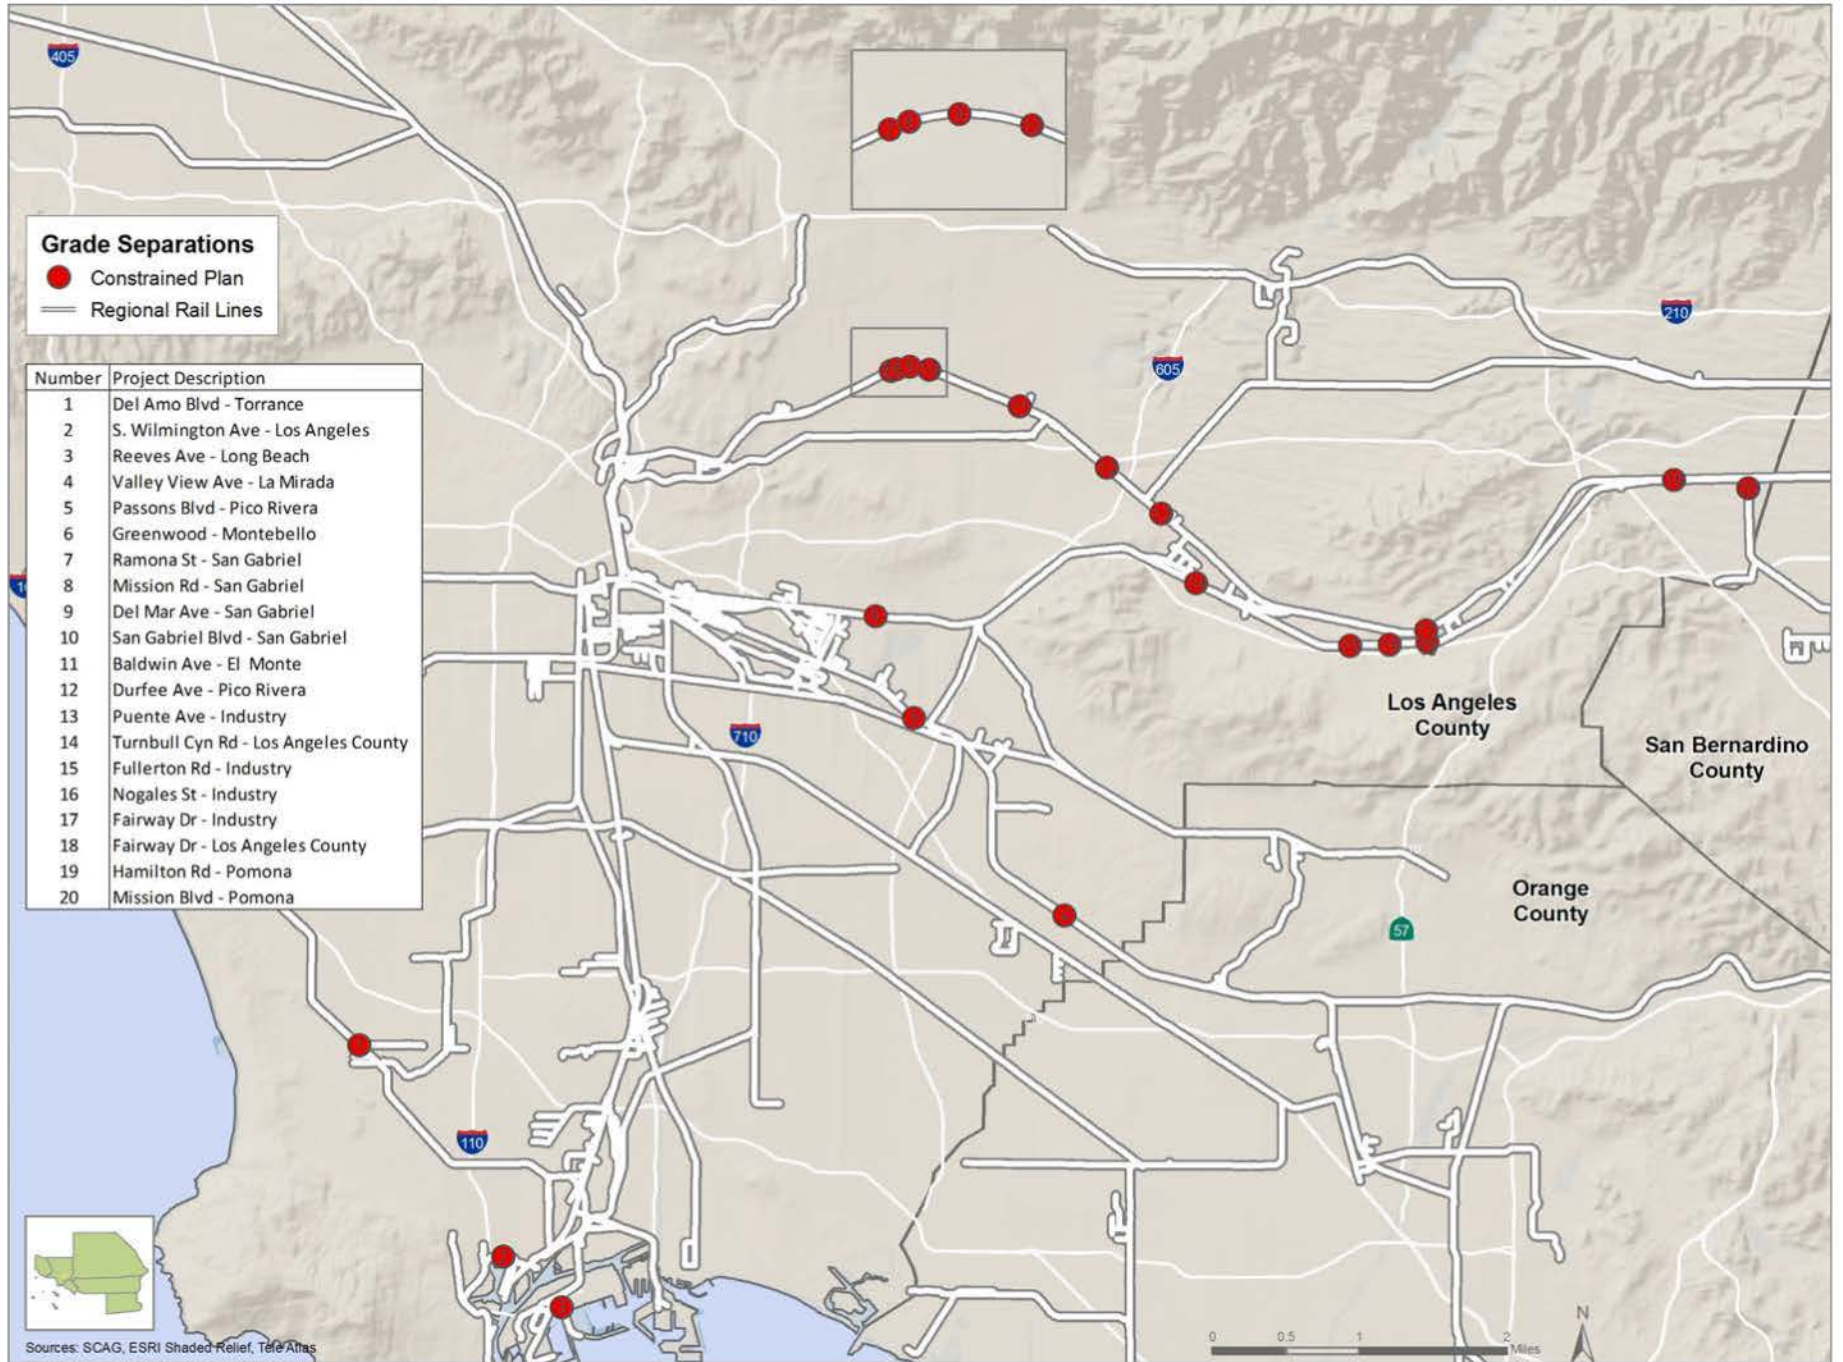 405
Grade Separations
Constrained Plan
Regional Rail Lines
210
605
Number Project Description
1 Del Amo Blvd - Torrance
2 S. Wilmington Ave - Los Angeles
3 Reeves Ave - Long Beach
4 Valley View Ave - La Mirada
5 Passons Blvd - Pico Rivera
6 Greenwood - Montebello
7 Ramona St - San Gabriel
8 Mission Rd - San Gabriel
9 Del Mar Ave - San Gabriel
10 San Gabriel Blvd - San Gabriel
11 Baldwin Ave - El Monte
12 Durfee Ave - Pico Rivera
13 Puente Ave - Industry
14 Turnbull Cyn Rd - Los Angeles County
15 Fullerton Rd - Industry
16 Nogales St - Industry
17 Fairway Dr - Industry
18 Fairway Dr - Los Angeles County
19 Hamilton Rd - Pomona
20 Mission Blvd - Pomona
Los Angeles
County
710
San Bernardino
County
Orange
County
57
110
N
0 0.5 1 2
Miles
Sources: SCAG, ESRI Shaded Relief, Tele Atlas